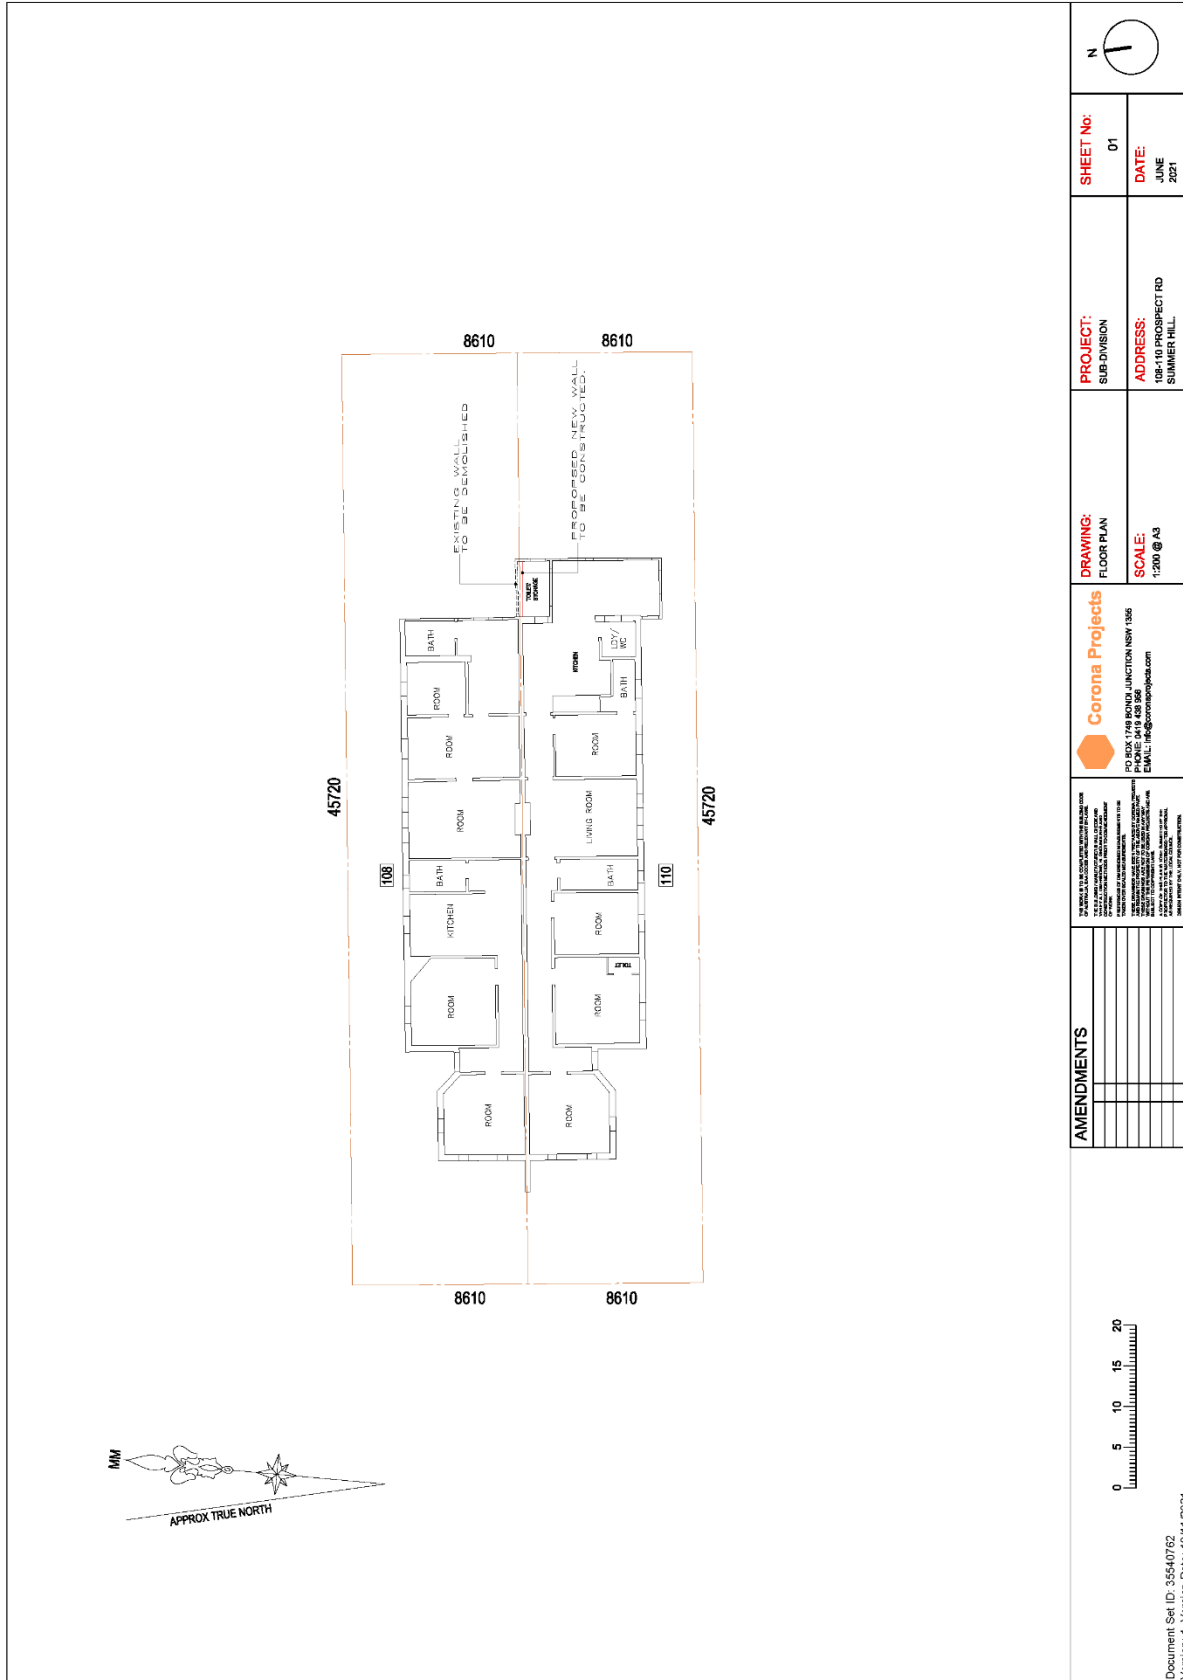 8610
8610
EXISTING WALL
TO BE DEMOLISHED
PROPOPSED NEW WALL
TO BE CONSTRUCTED.
45720
45720
108
110
BATH
ROOM
ROOM
ROOM
BATH
KITCHEN
ROOM
ROOM
TOILET/
STORAGE
KITCHEN
LDY/
WC
BATH
ROOM
LIVING ROOM
BATH
ROOM
TOILET
ROOM
ROOM
8610
8610
MM
APPROX TRUE NORTH
0 5 10 15 20
AMENDMENTS
Corona Projects
PO BOX 1749 BONDI JUNCTION NSW 1355
PHONE: 0419 438 956
EMAIL: info@coronaprojects.com
DRAWING:
FLOOR PLAN
SCALE:
1:200 @ A3
PROJECT:
SUB-DIVISION
ADDRESS:
108-110 PROSPECT RD
SUMMER HILL.
SHEET No:
01
DATE:
JUNE
2021
N
Document Set ID: 35540762